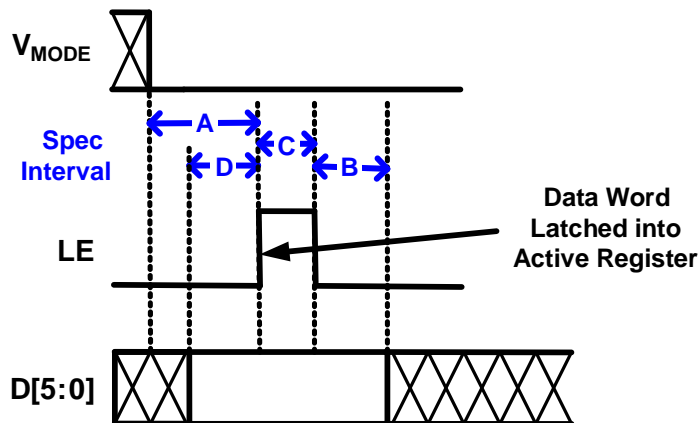 VMODE
A
Spec
Interval
C
D
B
Data Word
Latched into
Active Register
LE
D[5:0]